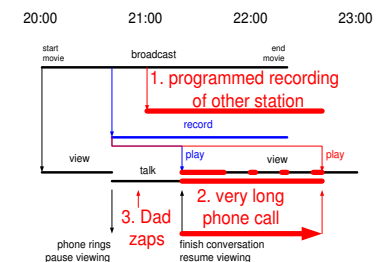 20:00 21:00 22:00 23:00
start
movie
broadcast
end
movie
1. programmed recording
of other station
record
play
play
view
talk
view
2. very long
phone call
3. Dad
zaps
phone rings
pause viewing
finish conversation
resume viewing